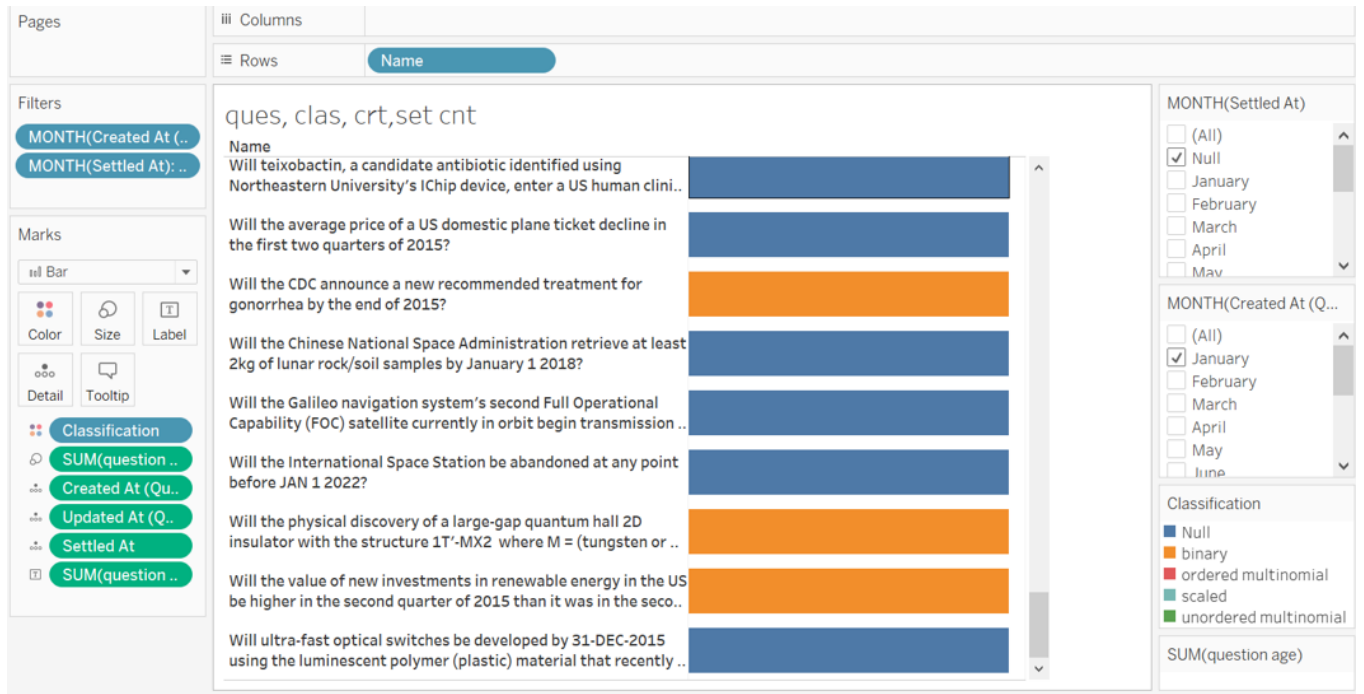 Pages
Columns
Rows
Name
Filters
MONTH(Created At (..
MONTH(Settled At): ..
Marks
Bar
Color
Size
Label
Detail
Tooltip
Classification
SUM(question ..
Created At (Qu..
Updated At (Q..
Settled At
SUM(question ..
ques, clas, crt,set cnt
Name
Will teixobactin, a candidate antibiotic identified using
Northeastern University's IChip device, enter a US human clini..
Will the average price of a US domestic plane ticket decline in
the first two quarters of 2015?
Will the CDC announce a new recommended treatment for
gonorrhea by the end of 2015?
Will the Chinese National Space Administration retrieve at least
2kg of lunar rock/soil samples by January 1 2018?
Will the Galileo navigation system's second Full Operational
Capability (FOC) satellite currently in orbit begin transmission ..
Will the International Space Station be abandoned at any point
before JAN 1 2022?
Will the physical discovery of a large-gap quantum hall 2D
insulator with the structure 1T'-MX2 where M = (tungsten or ..
Will the value of new investments in renewable energy in the US
be higher in the second quarter of 2015 than it was in the seco..
Will ultra-fast optical switches be developed by 31-DEC-2015
using the luminescent polymer (plastic) material that recently ..
MONTH(Settled At)
(All)
Null
January
February
March
April
May
MONTH(Created At (Q...
(All)
January
February
March
April
May
June
Classification
Null
binary
ordered multinomial
scaled
unordered multinomial
SUM(question age)